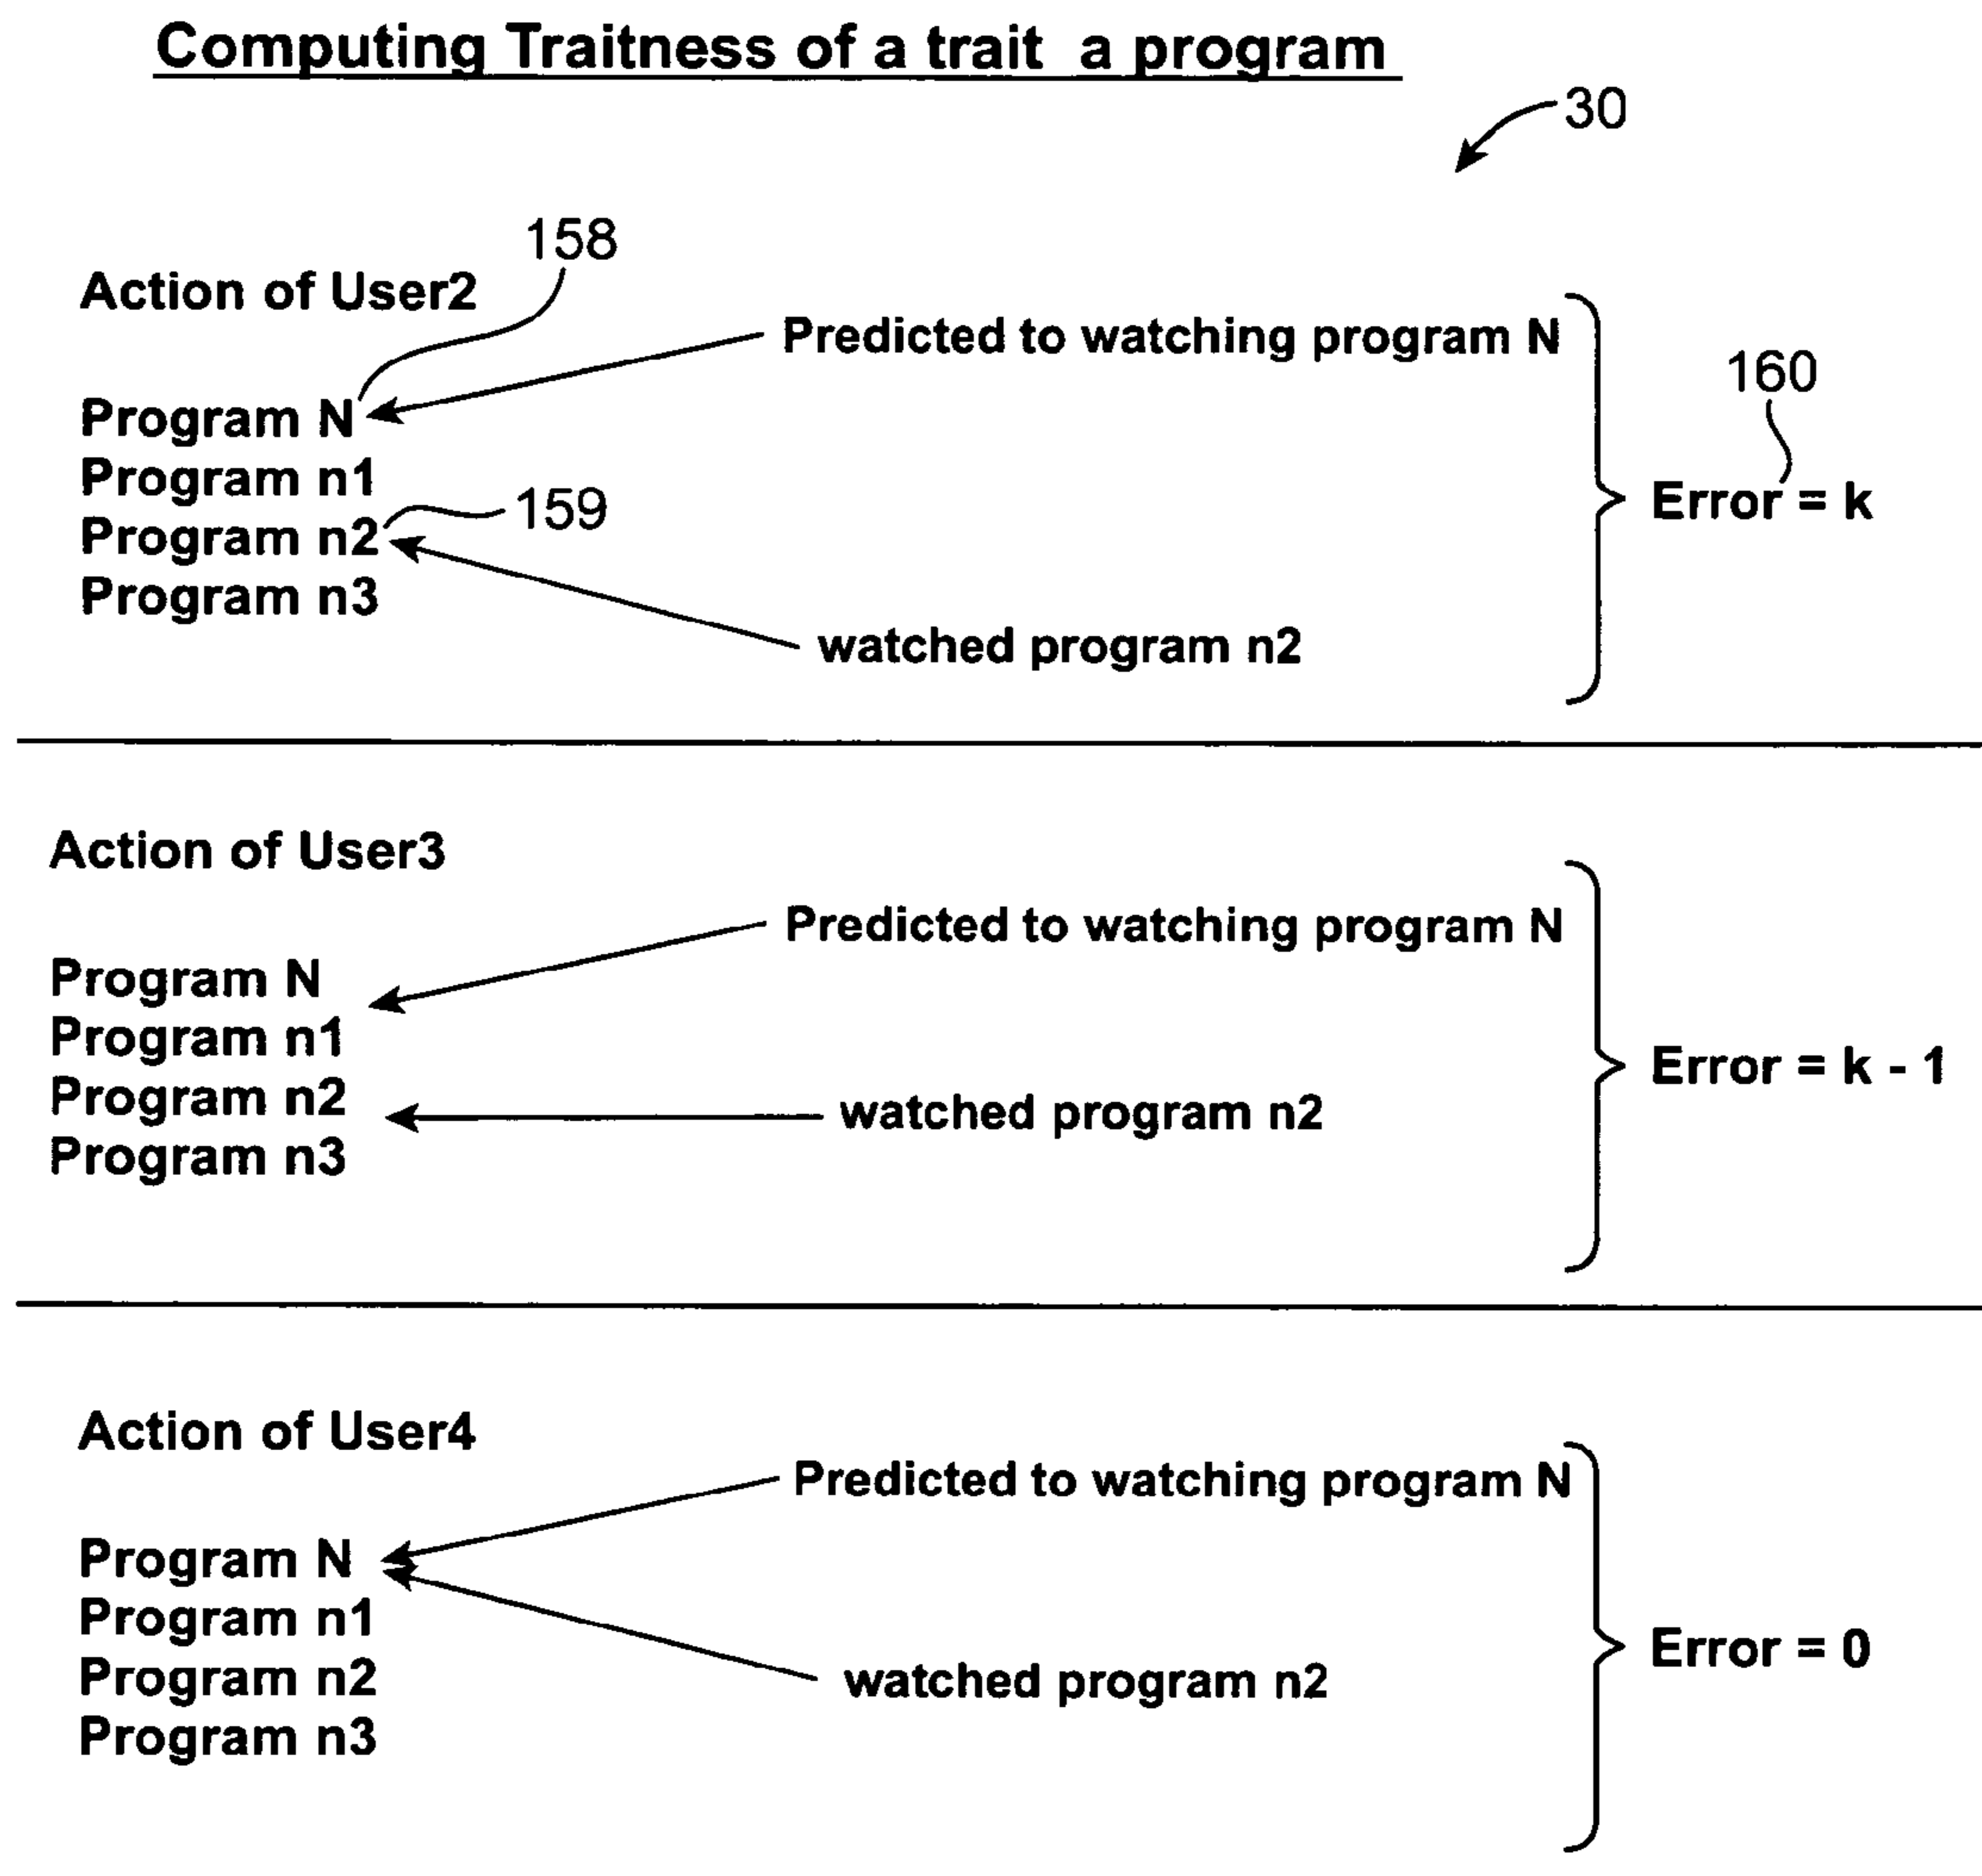 Computing Traitness of a trait a program
30
158
Action of User2
Predicted to watching program N
160
Program N
Program n1
Error = k
159
Program n2
Program n3
watched program n2
Action of User3
Predicted to watching program N
Program N
Program n1
Error = k - 1
Program n2
watched program n2
Program n3
Action of User4
Predicted to watching program N
Program N
Program n1
Error = 0
Program n2
watched program n2
Program n3